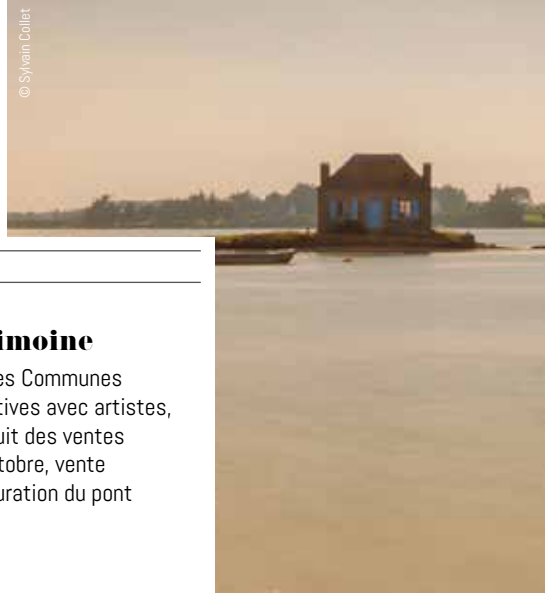 © Sylvain Collet
imoine
es Communes
tives avec artistes,
uit des ventes
tobre, vente
uration du pont